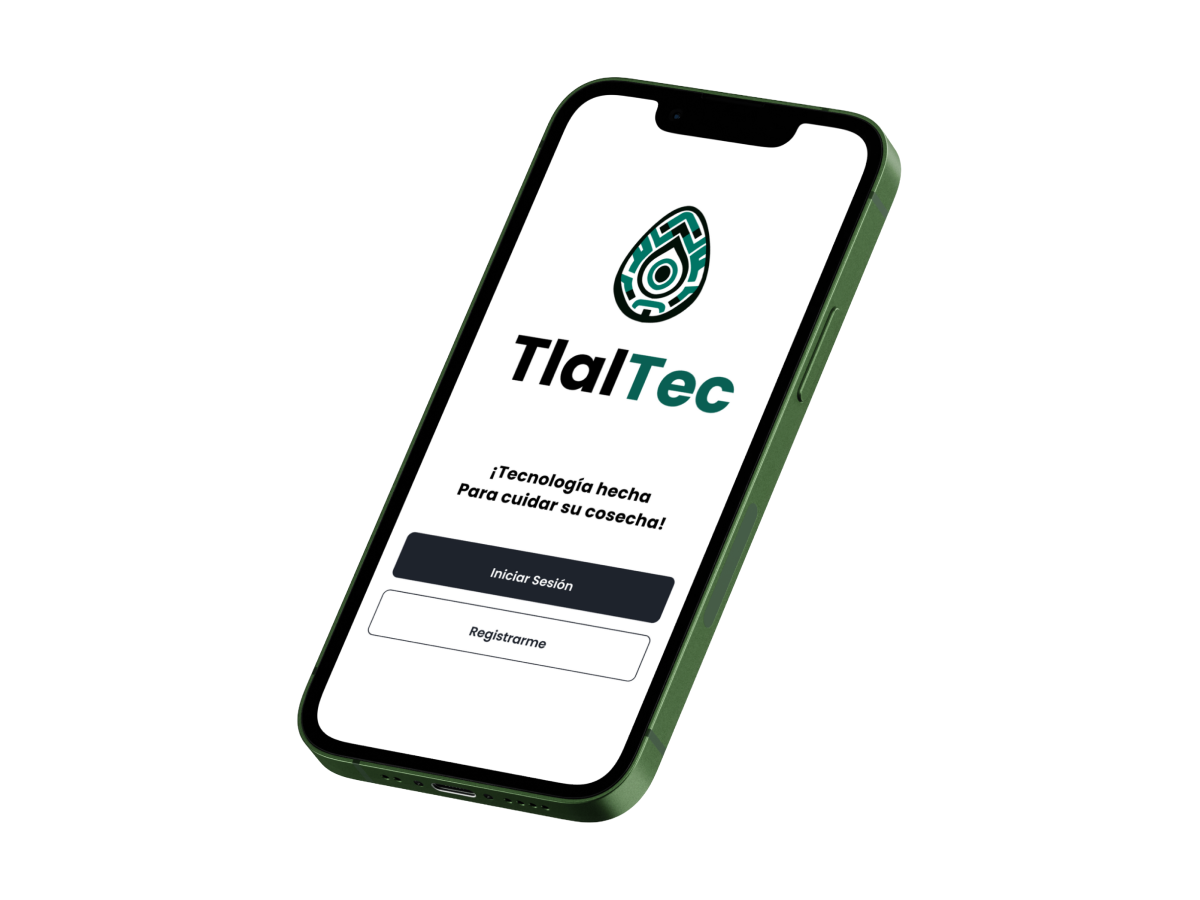 TlalTec
¡Tecnología hecha
Para cuidar su cosecha!
Iniciar Sesión
Registrarme